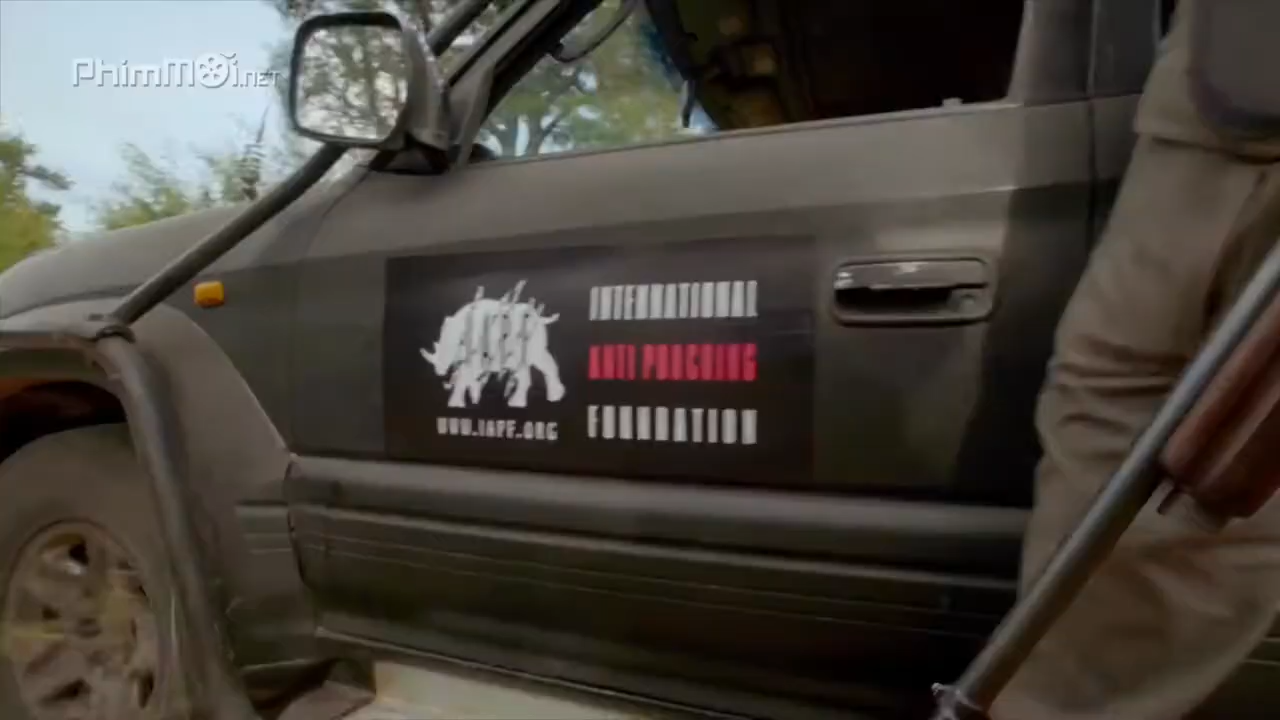 PhimMoi.NET
INTERNATIONAL
ANTI POACHING
FOUNDATION
WWW.IAPF.ORG